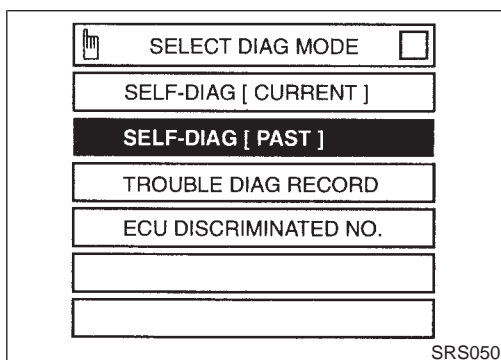 SELECT DIAG MODE
SELF-DIAG [ CURRENT ]
SELF-DIAG [ PAST ]
TROUBLE DIAG RECORD
ECU DISCRIMINATED NO.
SRS050